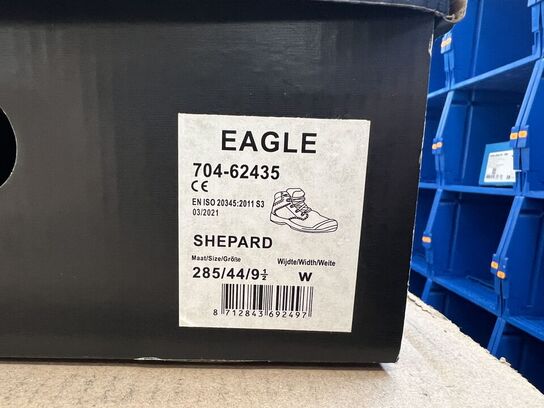 EAGLE
704-62435
CE
EN ISO 20345:2011 S3
03/2021
SHEPARD
Maat/Size/Größe Wijdte/Width/Weite
285/44/9½ W
8 712843 692497